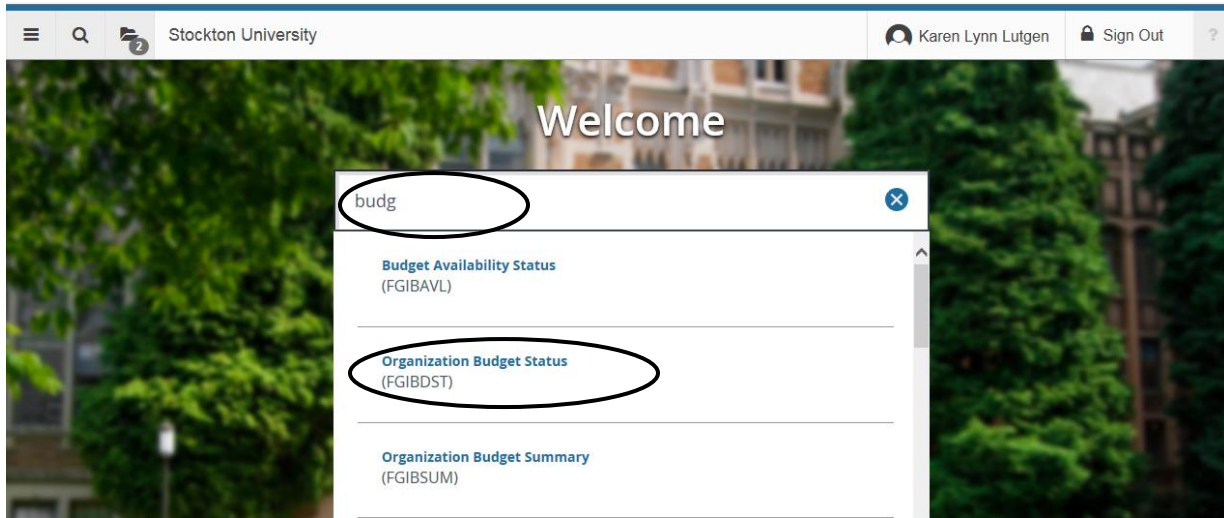 2
Stockton University
Karen Lynn Lutgen
Sign Out
?
Welcome
budg
Budget Availability Status
(FGIBAVL)
Organization Budget Status
(FGIBDST)
Organization Budget Summary
(FGIBSUM)